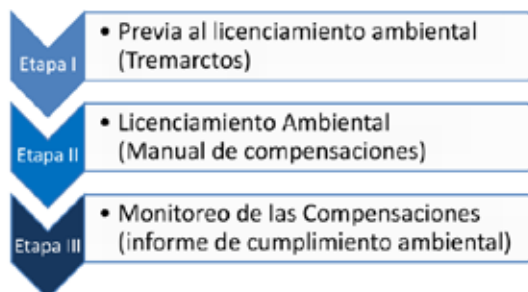 Etapa I
• Previa al licenciamiento ambiental
(Tremarctos)
Etapa II
• Licenciamiento Ambiental
(Manual de compensaciones)
Etapa III
• Monitoreo de las Compensaciones
(informe de cumplimiento ambiental)